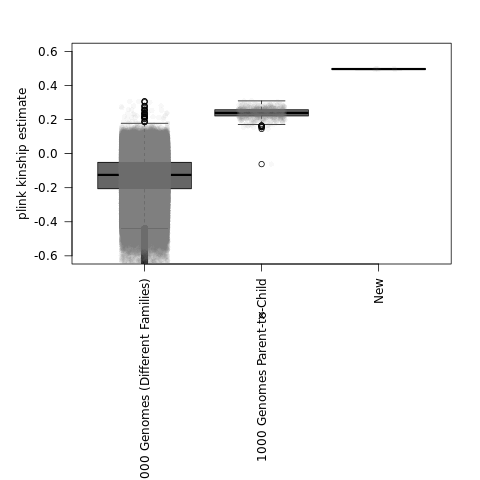 plink kinship estimate
0.6
0.4
0.2
0.0
-0.2
-0.4
-0.6
000 Genomes (Different Families)
1000 Genomes Parent-to-Child
New